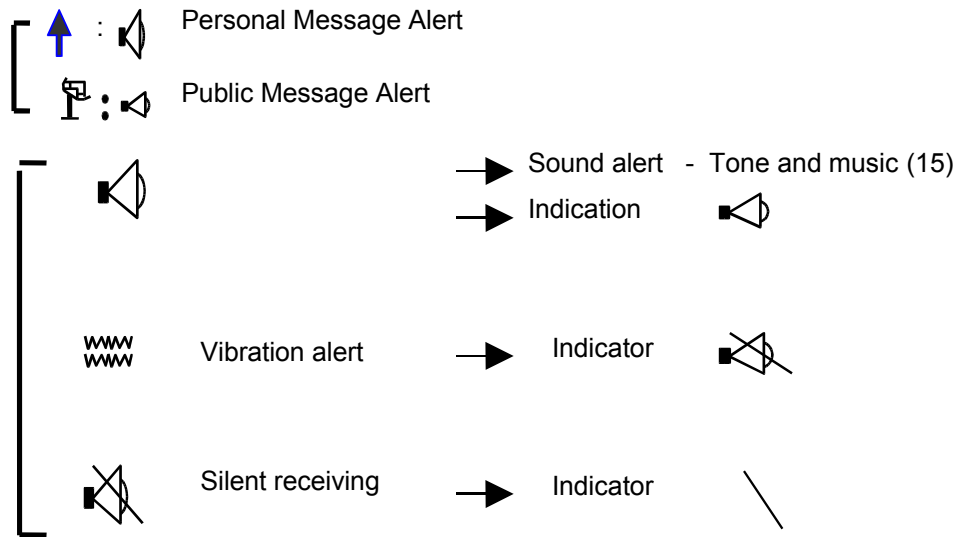 : Personal Message Alert
: Public Message Alert
Sound alert - Tone and music (15)
Indication
Vibration alert Indicator
Silent receiving Indicator